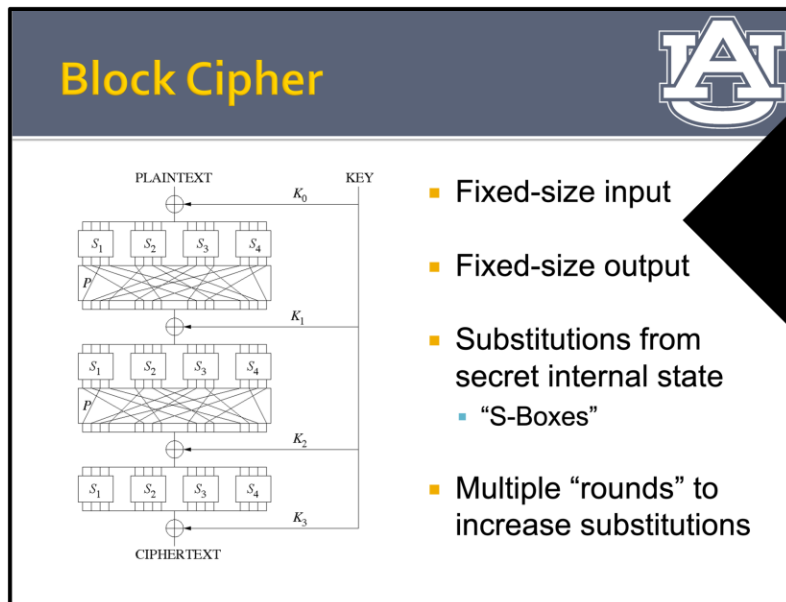 Block Cipher
AU
PLAINTEXT KEY
K0
S1 S2 S3 S4
P
K1
S1 S2 S3 S4
P
K2
S1 S2 S3 S4
K3
CIPHERTEXT
Fixed-size input
Fixed-size output
Substitutions from
secret internal state
“S-Boxes”
Multiple “rounds” to
increase substitutions